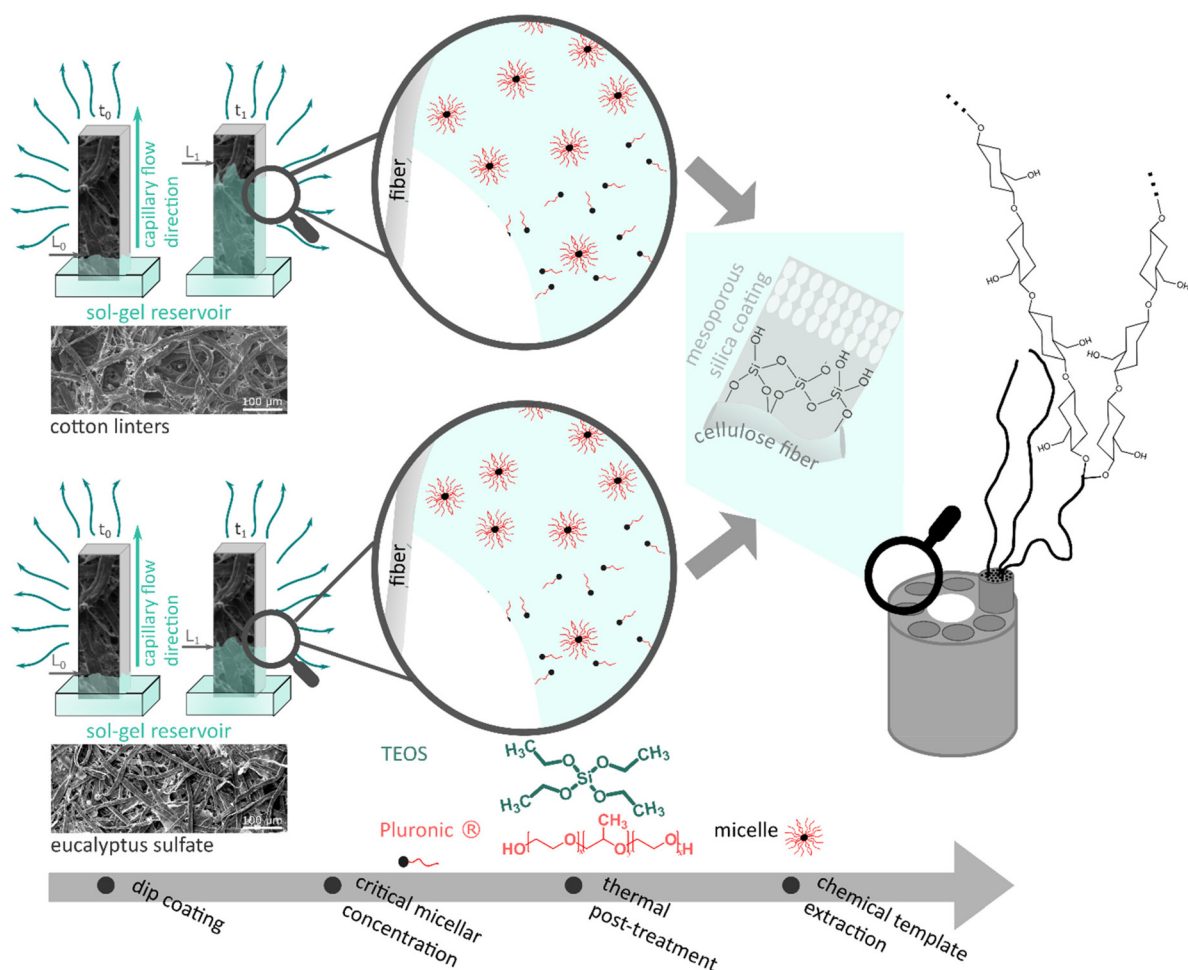 t0
t1
L1
L0
capillary flow
direction
sol-gel reservoir
100 µm
cotton linters
fiber
mesoporous
silica coating
OH
OH
OH
Si
Si
Si
O
O
O
O
O
O
O
cellulose fiber
O
OH
O
O
HO
OH
O
O
OH
HO
O
O
HO
OH
O
O
t0
t1
L1
L0
capillary flow
direction
sol-gel reservoir
100 µm
eucalyptus sulfate
fiber
TEOS
H3C
CH3
O
O
Si
O
O
H3C
CH3
Pluronic ®
CH3
HO
O
O
O
H
micelle
dip coating
critical micellar
concentration
thermal
post-treatment
chemical template
extraction